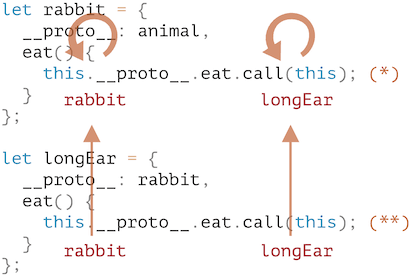 let rabbit = {
  __proto__: animal,
  eat() {
    this.__proto__.eat.call(this); (*)
  }
rabbit longEar
};
let longEar = {
  __proto__: rabbit,
  eat() {
    this.__proto__.eat.call(this); (**)
  }
rabbit longEar
};